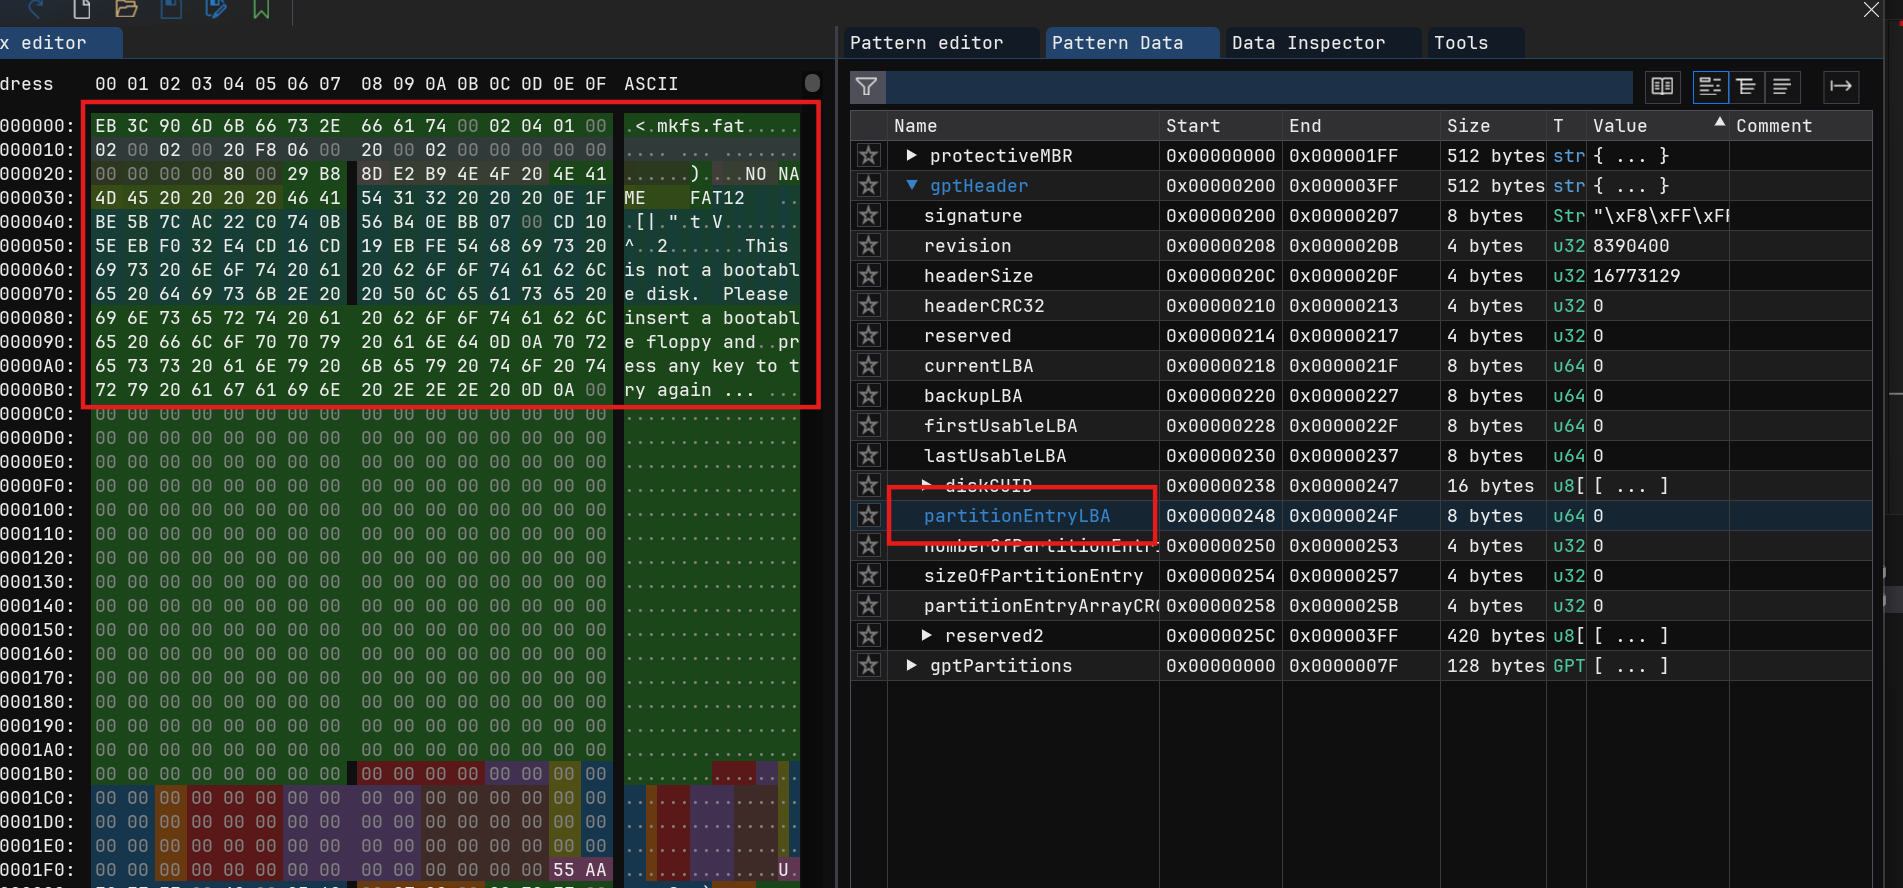 x editor
Pattern editor Pattern Data Data Inspector Tools
dress 00 01 02 03 04 05 06 07 08 09 0A 0B 0C 0D 0E 0F ASCII
000000: EB 3C 90 6D 6B 66 73 2E 66 61 74 00 02 04 01 00 .<.mkfs.fat.....
000010: 02 00 02 00 20 F8 06 00 20 00 02 00 00 00 00 00 .... ... .......
000020: 00 00 00 00 80 00 29 B8 8D E2 B9 4E 4F 20 4E 41 ......)....NO NA
000030: 4D 45 20 20 20 20 46 41 54 31 32 20 20 20 0E 1F ME    FAT12   ..
000040: BE 5B 7C AC 22 C0 74 0B 56 B4 0E BB 07 00 CD 10 .[|.".t.V.......
000050: 5E EB F0 32 E4 CD 16 CD 19 EB FE 54 68 69 73 20 ^..2.......This
000060: 69 73 20 6E 6F 74 20 61 20 62 6F 6F 74 61 62 6C is not a bootabl
000070: 65 20 64 69 73 6B 2E 20 20 50 6C 65 61 73 65 20 e disk.  Please
000080: 69 6E 73 65 72 74 20 61 20 62 6F 6F 74 61 62 6C insert a bootabl
000090: 65 20 66 6C 6F 70 70 79 20 61 6E 64 0D 0A 70 72 e floppy and..pr
0000A0: 65 73 73 20 61 6E 79 20 6B 65 79 20 74 6F 20 74 ess any key to t
0000B0: 72 79 20 61 67 61 69 6E 20 2E 2E 2E 20 0D 0A 00 ry again ... ...
0000C0: 00 00 00 00 00 00 00 00 00 00 00 00 00 00 00 00 ................
0000D0: 00 00 00 00 00 00 00 00 00 00 00 00 00 00 00 00 ................
0000E0: 00 00 00 00 00 00 00 00 00 00 00 00 00 00 00 00 ................
0000F0: 00 00 00 00 00 00 00 00 00 00 00 00 00 00 00 00 ................
000100: 00 00 00 00 00 00 00 00 00 00 00 00 00 00 00 00 ................
000110: 00 00 00 00 00 00 00 00 00 00 00 00 00 00 00 00 ................
000120: 00 00 00 00 00 00 00 00 00 00 00 00 00 00 00 00 ................
000130: 00 00 00 00 00 00 00 00 00 00 00 00 00 00 00 00 ................
000140: 00 00 00 00 00 00 00 00 00 00 00 00 00 00 00 00 ................
000150: 00 00 00 00 00 00 00 00 00 00 00 00 00 00 00 00 ................
000160: 00 00 00 00 00 00 00 00 00 00 00 00 00 00 00 00 ................
000170: 00 00 00 00 00 00 00 00 00 00 00 00 00 00 00 00 ................
000180: 00 00 00 00 00 00 00 00 00 00 00 00 00 00 00 00 ................
000190: 00 00 00 00 00 00 00 00 00 00 00 00 00 00 00 00 ................
0001A0: 00 00 00 00 00 00 00 00 00 00 00 00 00 00 00 00 ................
0001B0: 00 00 00 00 00 00 00 00 00 00 00 00 00 00 00 00 ................
0001C0: 00 00 00 00 00 00 00 00 00 00 00 00 00 00 00 00 ................
0001D0: 00 00 00 00 00 00 00 00 00 00 00 00 00 00 00 00 ................
0001E0: 00 00 00 00 00 00 00 00 00 00 00 00 00 00 00 00 ................
0001F0: 00 00 00 00 00 00 00 00 00 00 00 00 00 00 55 AA ..............U.
Name Start End Size T Value Comment
protectiveMBR 0x00000000 0x000001FF 512 bytes str { ... }
gptHeader 0x00000200 0x000003FF 512 bytes str { ... }
signature 0x00000200 0x00000207 8 bytes Str "\xF8\xFF\xFF
revision 0x00000208 0x0000020B 4 bytes u32 8390400
headerSize 0x0000020C 0x0000020F 4 bytes u32 16773129
headerCRC32 0x00000210 0x00000213 4 bytes u32 0
reserved 0x00000214 0x00000217 4 bytes u32 0
currentLBA 0x00000218 0x0000021F 8 bytes u64 0
backupLBA 0x00000220 0x00000227 8 bytes u64 0
firstUsableLBA 0x00000228 0x0000022F 8 bytes u64 0
lastUsableLBA 0x00000230 0x00000237 8 bytes u64 0
diskGUID 0x00000238 0x00000247 16 bytes u8[ [ ... ]
partitionEntryLBA 0x00000248 0x0000024F 8 bytes u64 0
numberOfPartitionEntri 0x00000250 0x00000253 4 bytes u32 0
sizeOfPartitionEntry 0x00000254 0x00000257 4 bytes u32 0
partitionEntryArrayCRC 0x00000258 0x0000025B 4 bytes u32 0
reserved2 0x0000025C 0x000003FF 420 bytes u8[ [ ... ]
gptPartitions 0x00000000 0x0000007F 128 bytes GPT [ ... ]